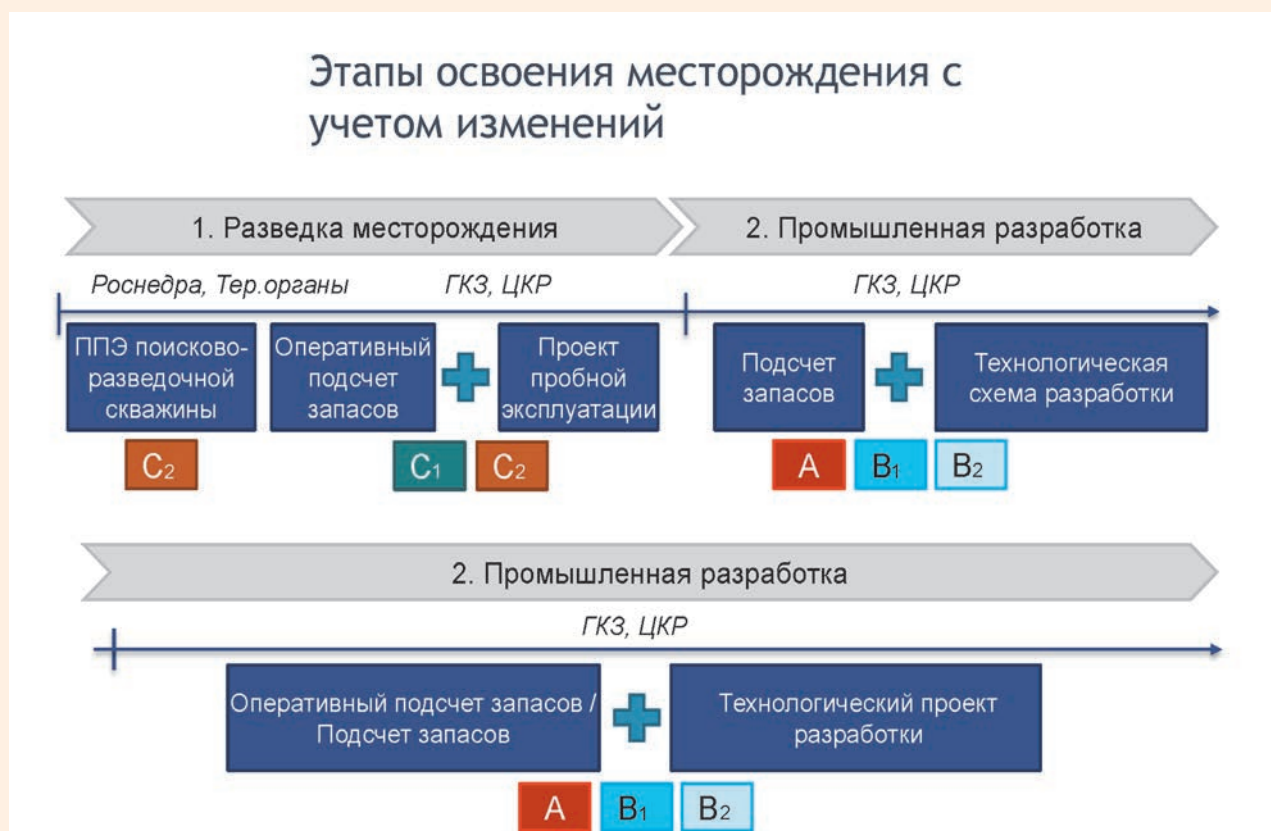 Этапы освоения месторождения с
учетом изменений
1. Разведка месторождения
2. Промышленная разработка
Роснедра, Тер.органы
ГКЗ, ЦКР
ГКЗ, ЦКР
ППЭ поисково-
разведочной
скважины
Оперативный
подсчет
запасов
Проект
пробной
эксплуатации
Подсчет
запасов
Технологическая
схема разработки
C2
C1
C2
A
B1
B2
2. Промышленная разработка
ГКЗ, ЦКР
Оперативный подсчет запасов /
Подсчет запасов
Технологический проект
разработки
A
B1
B2